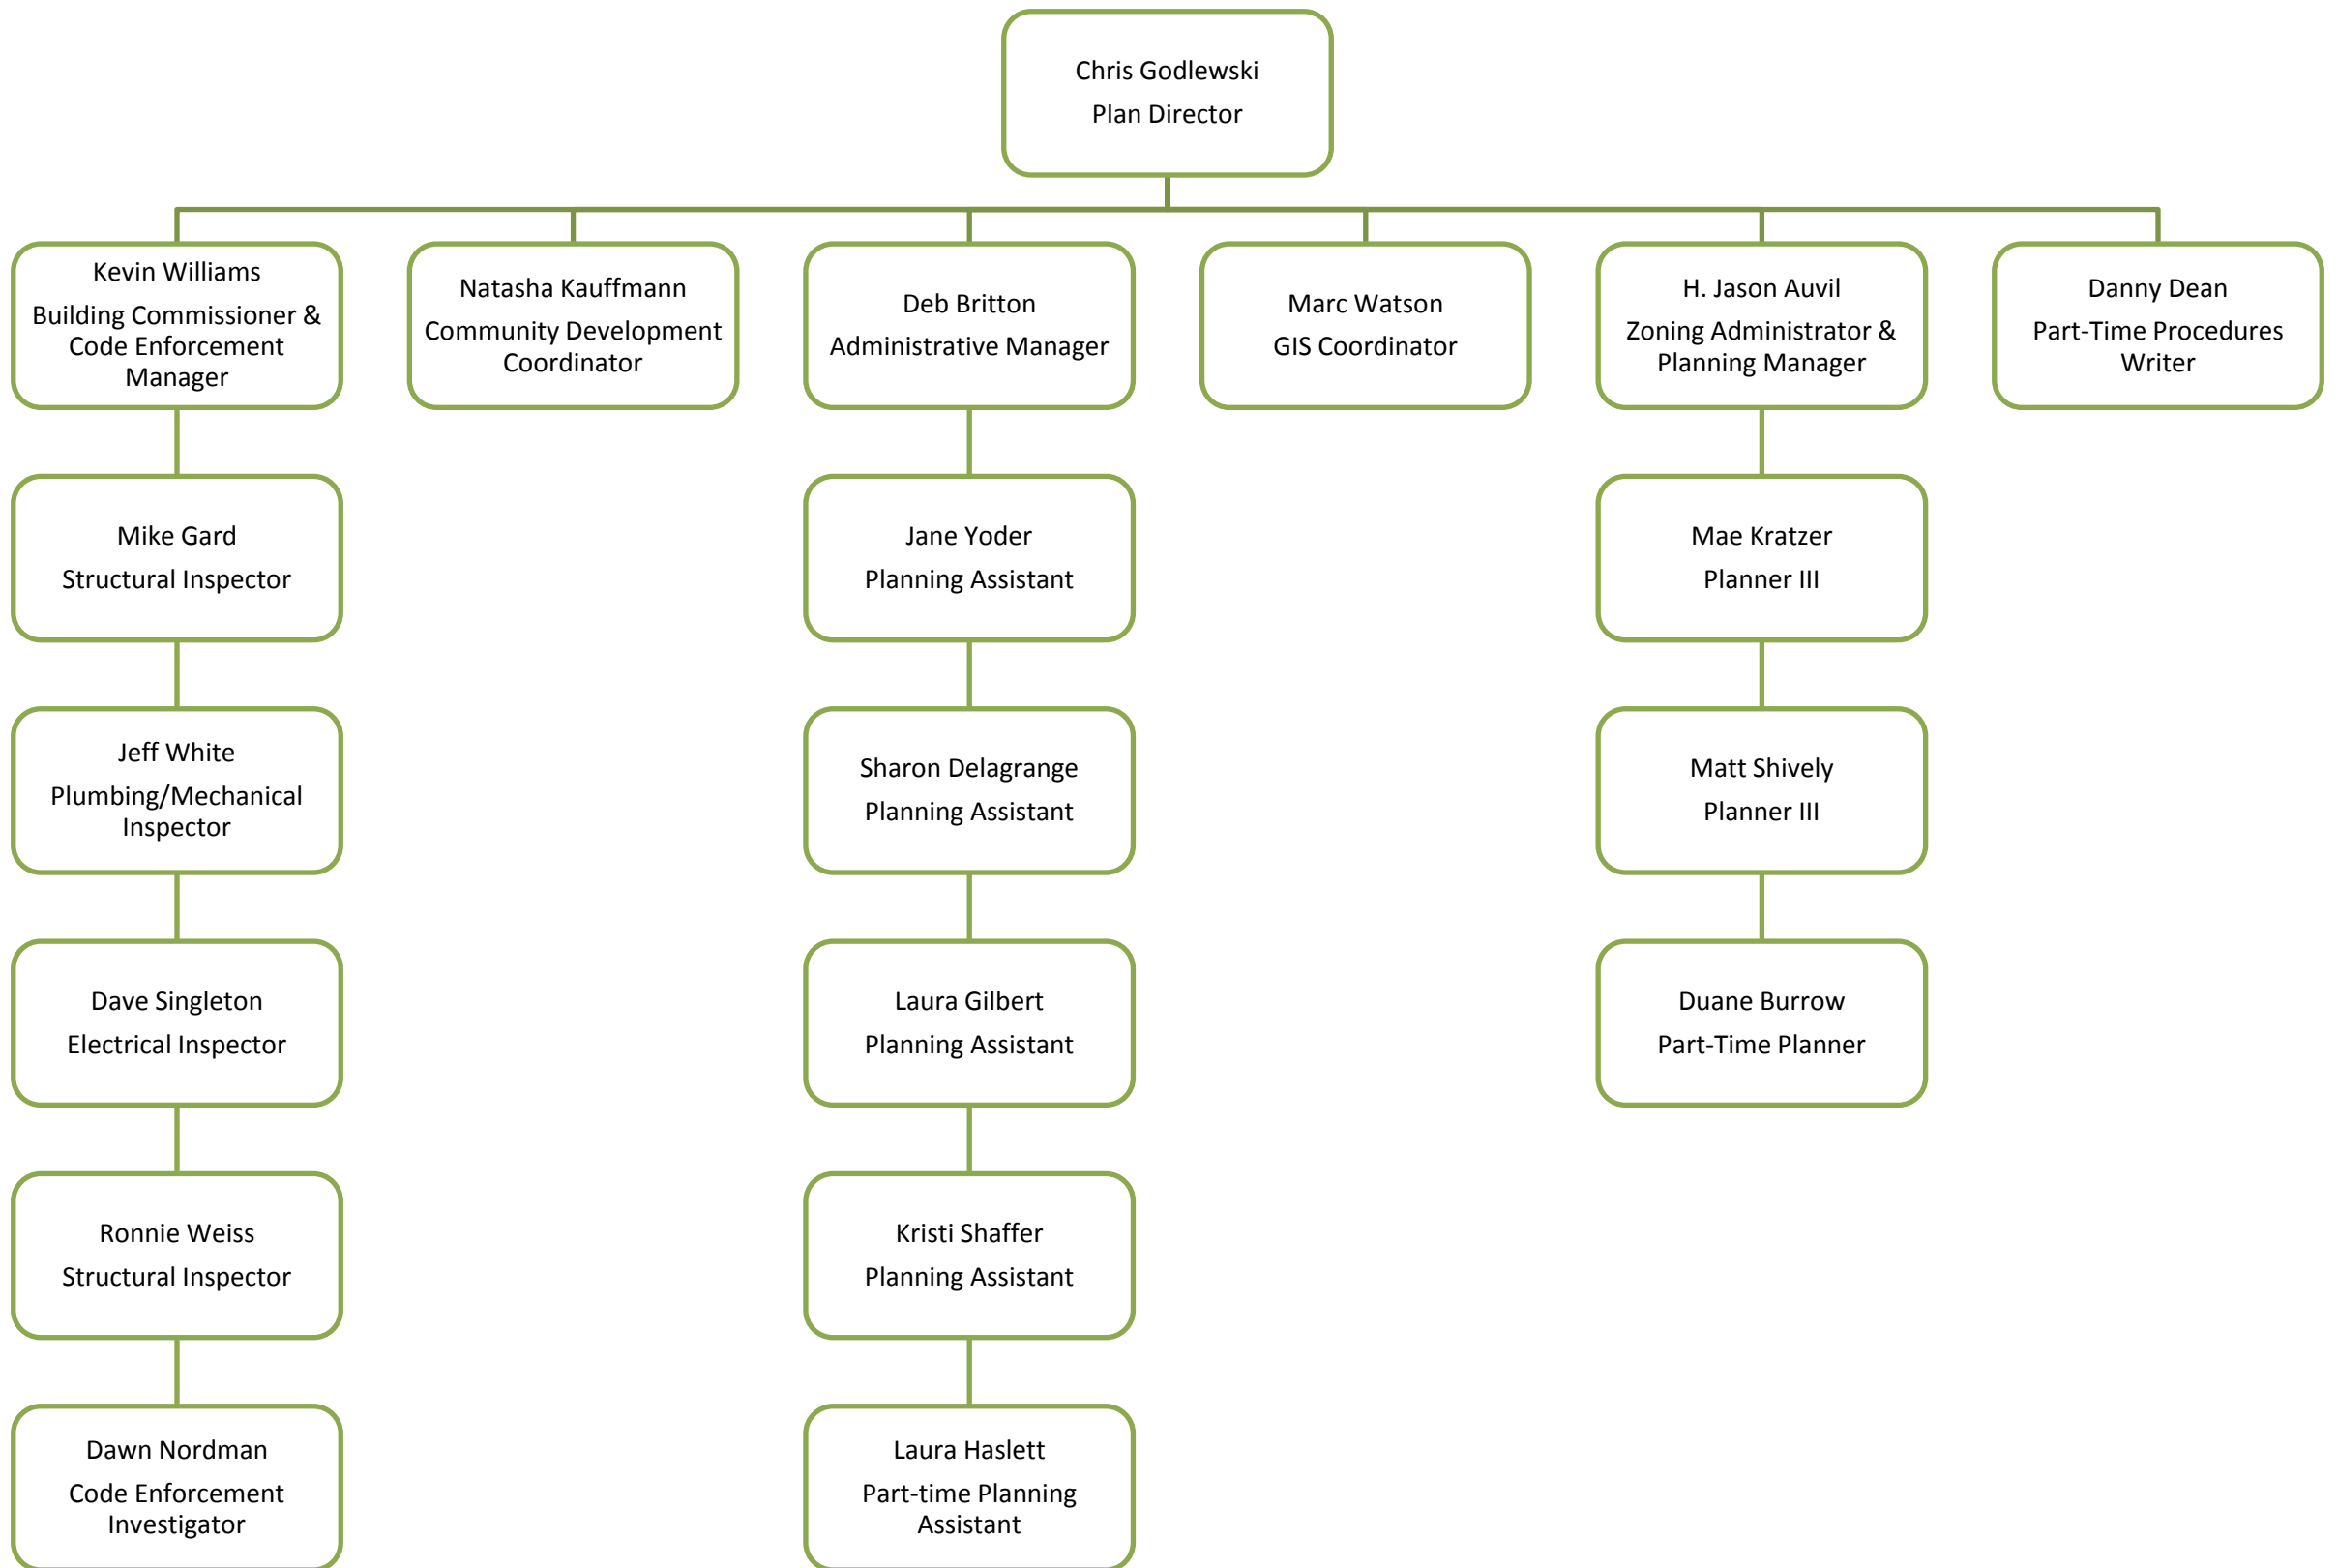 Chris Godlewski
Plan Director
Kevin Williams
Building Commissioner &
Code Enforcement
Manager
Natasha Kauffmann
Community Development
Coordinator
Deb Britton
Administrative Manager
Marc Watson
GIS Coordinator
H. Jason Auvil
Zoning Administrator &
Planning Manager
Danny Dean
Part-Time Procedures
Writer
Mike Gard
Structural Inspector
Jane Yoder
Planning Assistant
Mae Kratzer
Planner III
Jeff White
Plumbing/Mechanical
Inspector
Sharon Delagrange
Planning Assistant
Matt Shively
Planner III
Dave Singleton
Electrical Inspector
Laura Gilbert
Planning Assistant
Duane Burrow
Part-Time Planner
Ronnie Weiss
Structural Inspector
Kristi Shaffer
Planning Assistant
Dawn Nordman
Code Enforcement
Investigator
Laura Haslett
Part-time Planning
Assistant